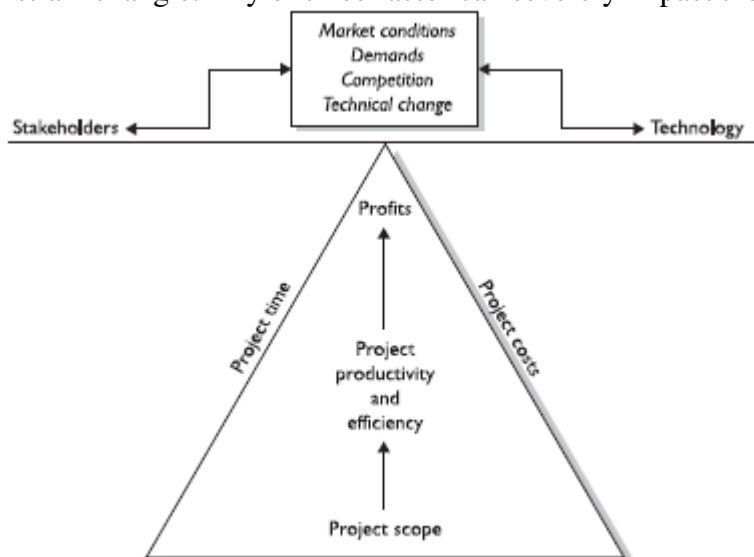 Market conditions
Demands
Competition
Technical change
Stakeholders
Technology
Profits
Project time
Project costs
Project
productivity
and
efficiency
Project scope